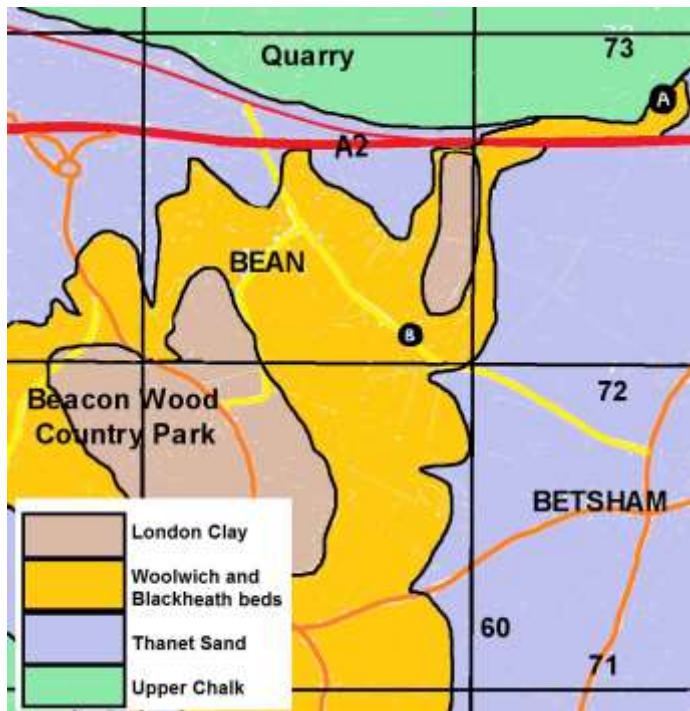 Quarry
73
A
A2
BEAN
B
72
Beacon Wood
Country Park
BETSHAM
London Clay
Woolwich and
Blackheath beds
60
Thanet Sand
71
Upper Chalk